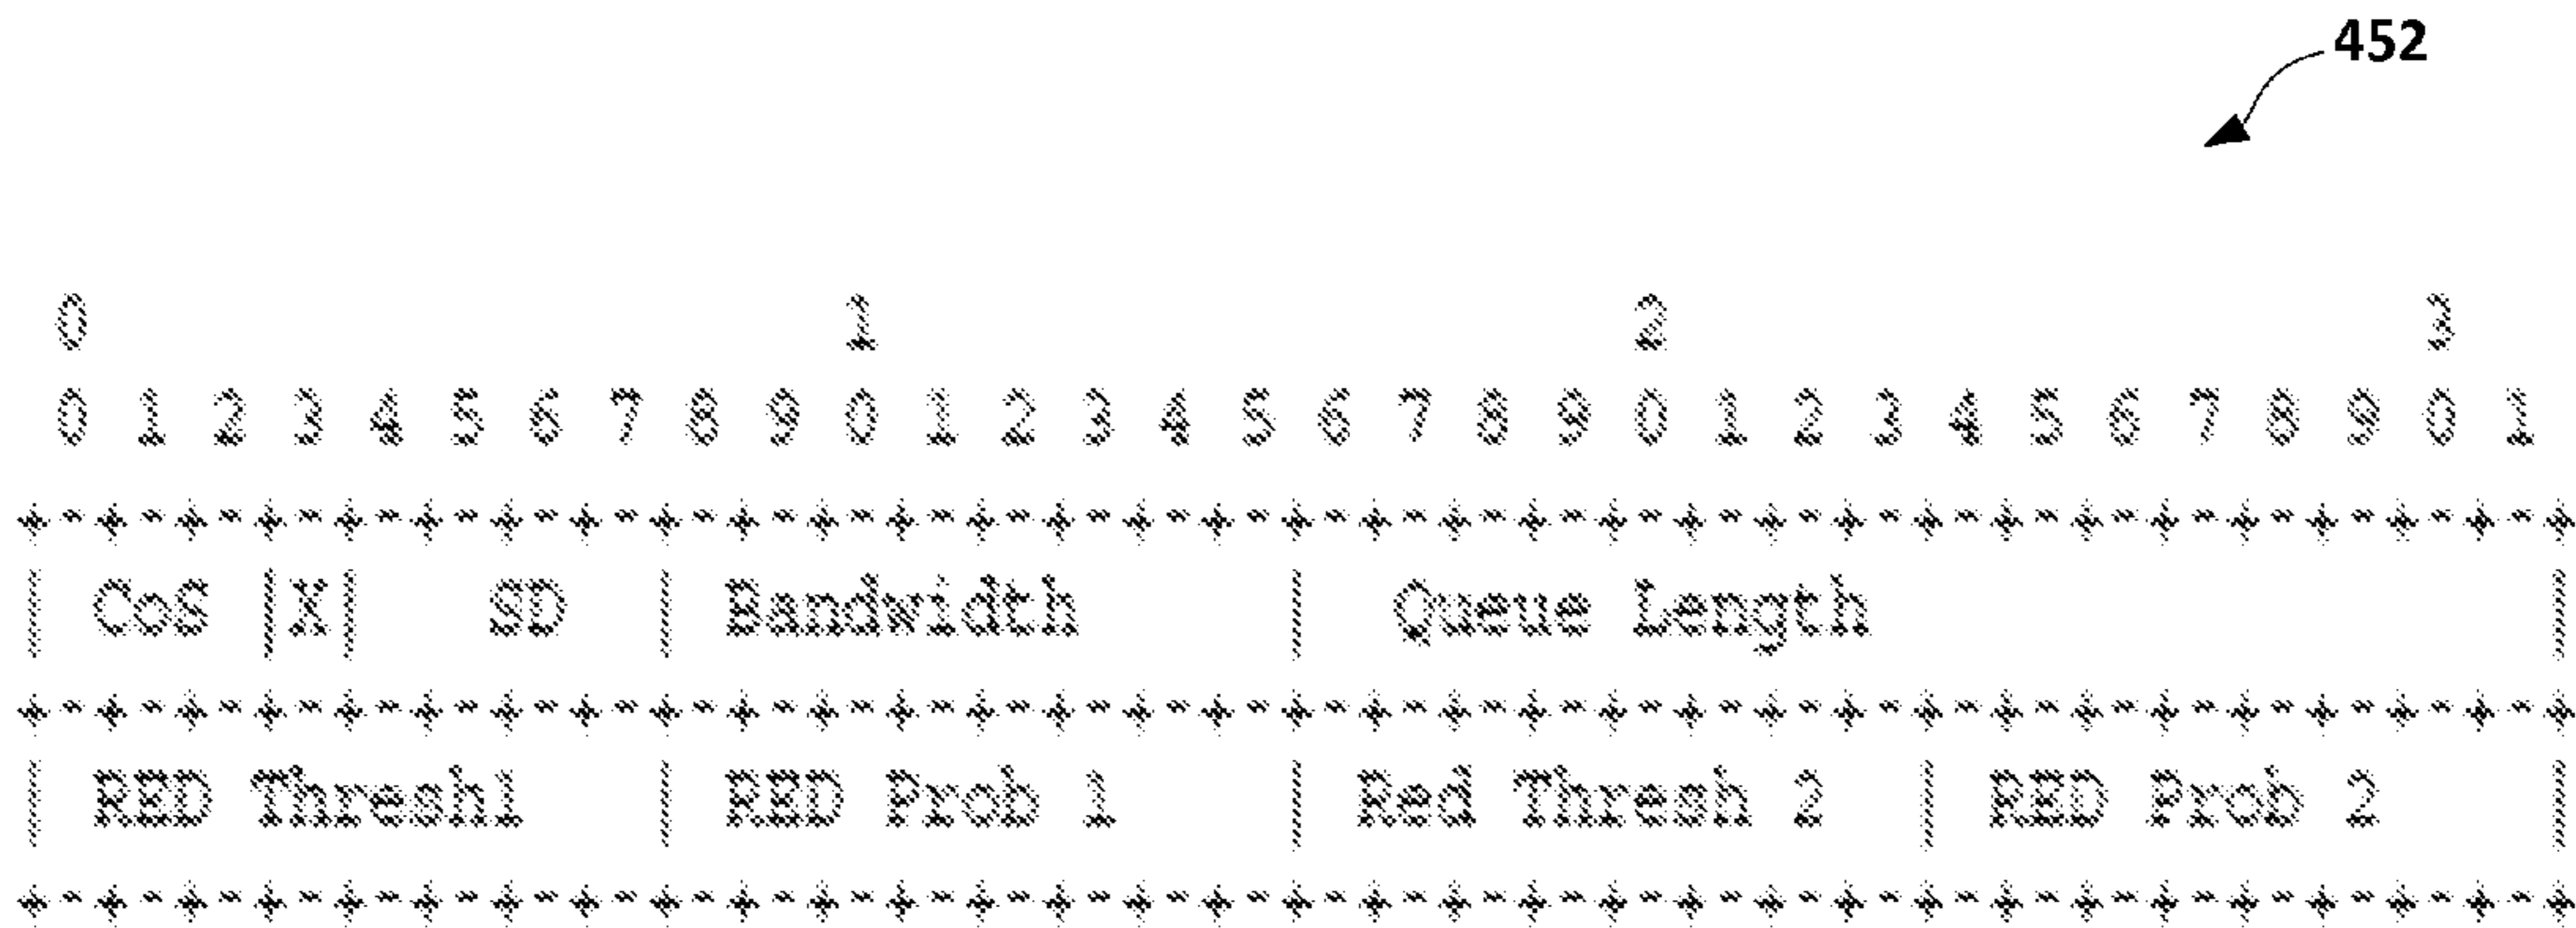 452
0 1 2 3
0 1 2 3 4 5 6 7 8 9 0 1 2 3 4 5 6 7 8 9 0 1 2 3 4 5 6 7 8 9 0 1
+-+-+-+-+-+-+-+-+-+-+-+-+-+-+-+-+-+-+-+-+-+-+-+-+-+-+-+-+-+-+-+-+
| CoS |X| SD | Bandwidth | Queue Length |
+-+-+-+-+-+-+-+-+-+-+-+-+-+-+-+-+-+-+-+-+-+-+-+-+-+-+-+-+-+-+-+-+
| RED Thresh1 | RED Prob 1 | Red Thresh 2 | RED Prob 2 |
+-+-+-+-+-+-+-+-+-+-+-+-+-+-+-+-+-+-+-+-+-+-+-+-+-+-+-+-+-+-+-+-+